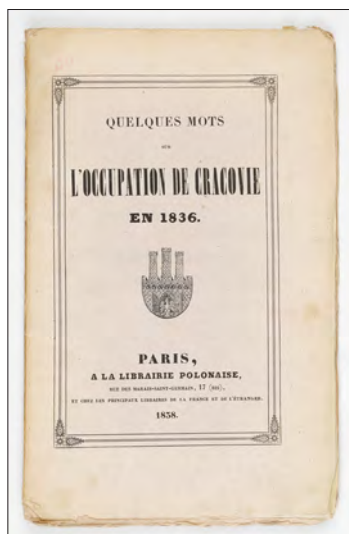 QUELQUES MOTS
SUR
L'OCCUPATION DE CRACOVIE
EN 1836.
PARIS,
A LA LIBRAIRIE POLONAISE,
RUE DES MARAIS-SAINT-GERMAIN, 17 (BIS),
ET CHEZ LES PRINCIPAUX LIBRAIRES DE LA FRANCE ET DE L'ÉTRANGER.
1838.